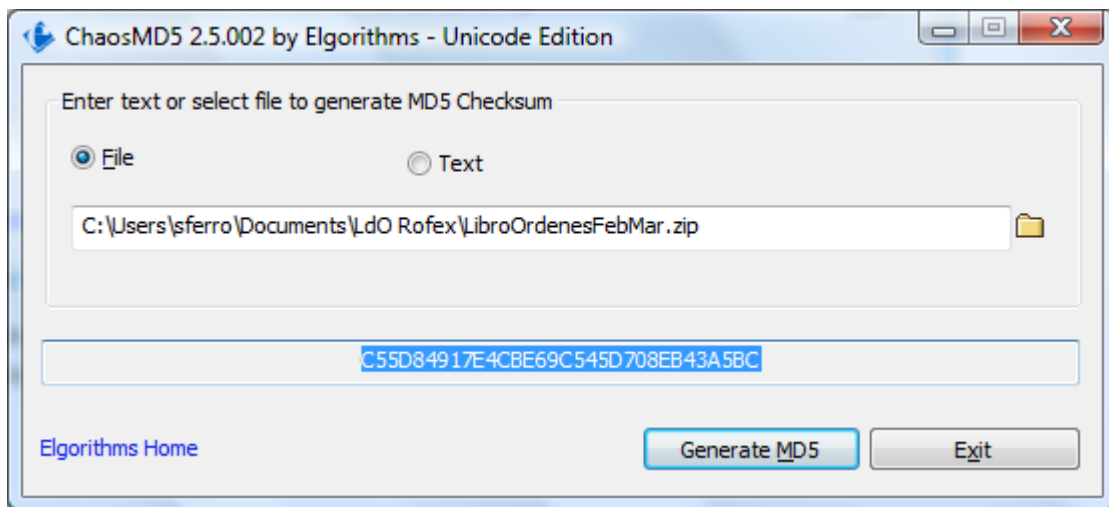 ChaosMD5 2.5.002 by Elgorithms - Unicode Edition
Enter text or select file to generate MD5 Checksum
File
Text
C:\Users\sferro\Documents\LdO Rofex\LibroOrdenesFebMar.zip
C55D84917E4CBE69C545D708EB43A5BC
Elgorithms Home
Generate MD5
Exit